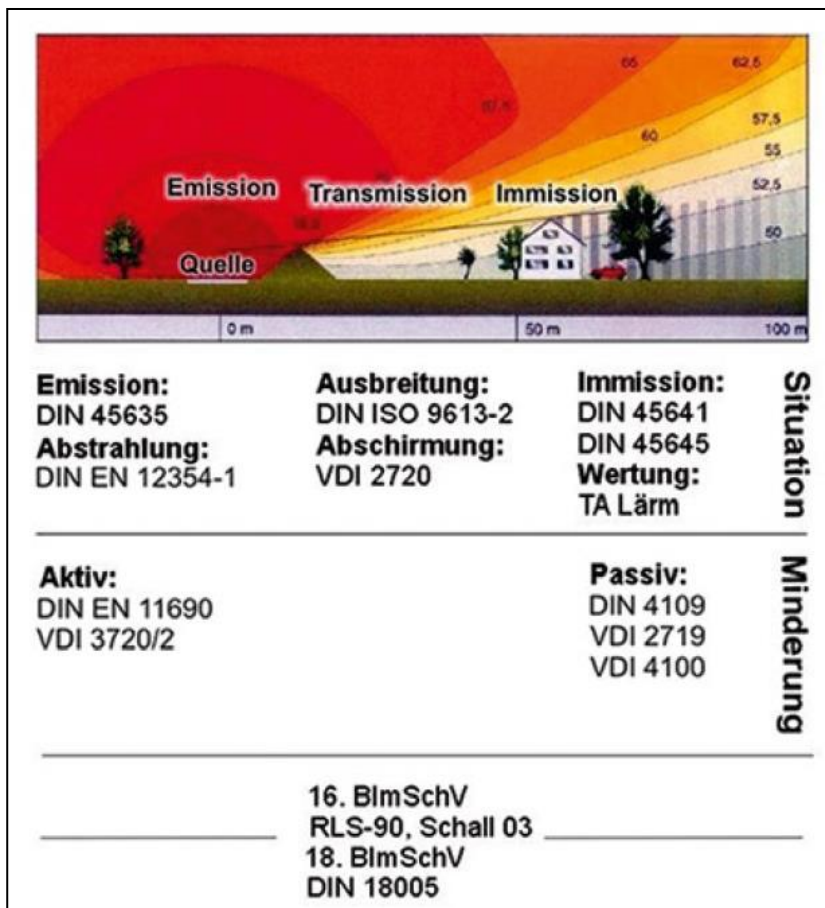 65
62,5
67,5
57,5
60
55
Emission
Transmission
Immission
52,5
50
Quelle
0 m
50 m
100 m
Emission:
DIN 45635
Abstrahlung:
DIN EN 12354-1
Ausbreitung:
DIN ISO 9613-2
Abschirmung:
VDI 2720
Immission:
DIN 45641
DIN 45645
Wertung:
TA Lärm
Situation
Aktiv:
DIN EN 11690
VDI 3720/2
Passiv:
DIN 4109
VDI 2719
VDI 4100
Minderung
16. BImSchV
RLS-90, Schall 03
18. BImSchV
DIN 18005